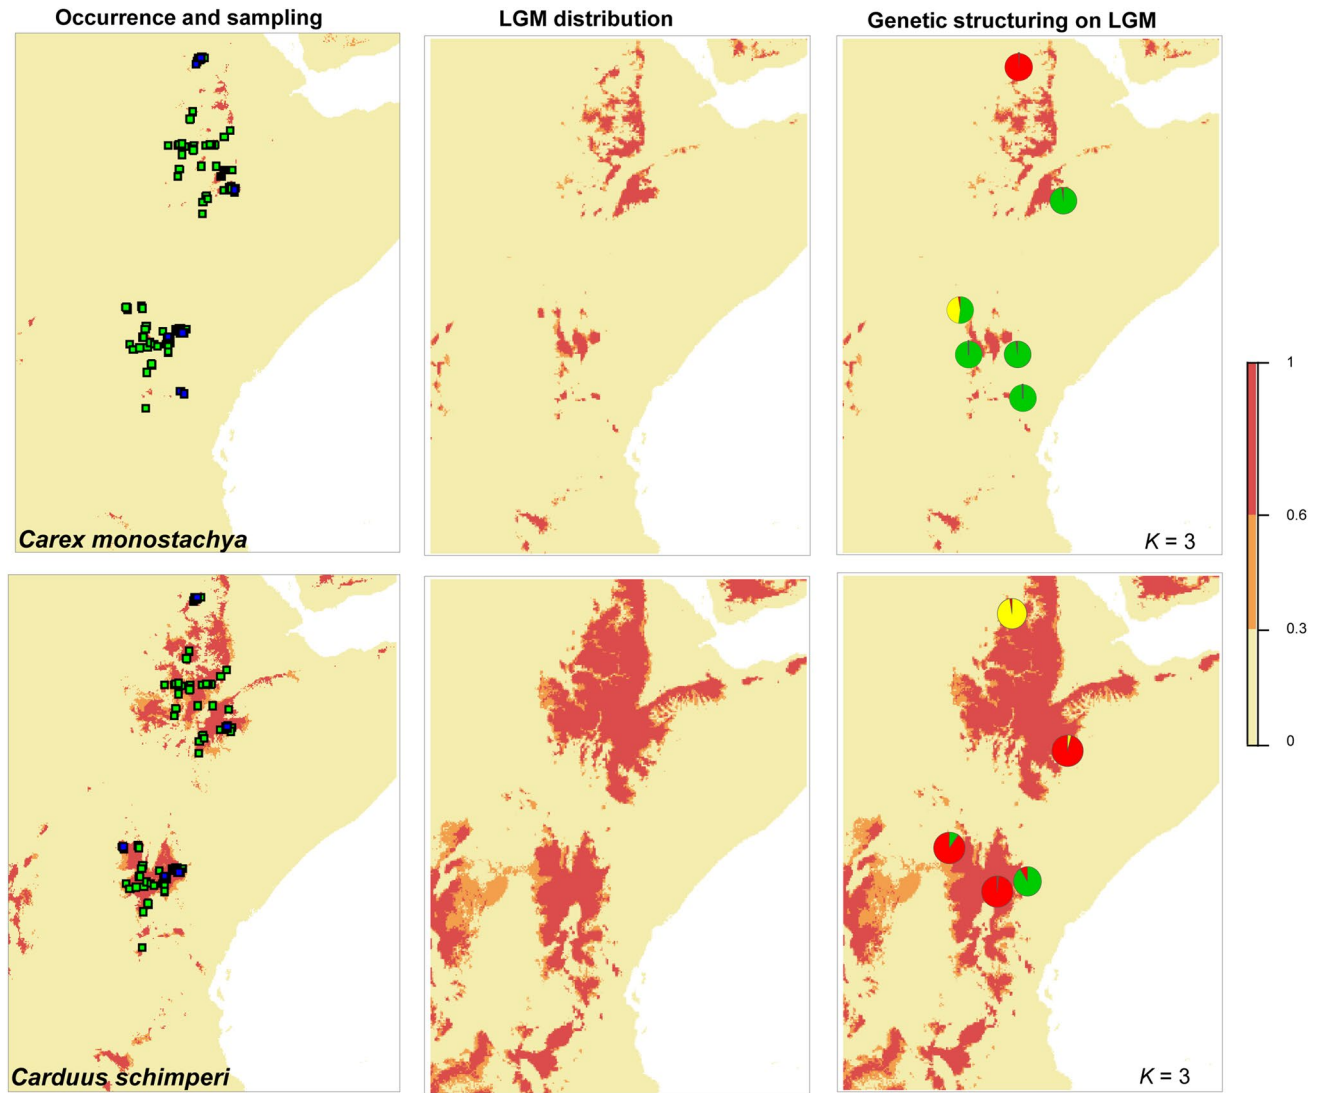 Occurrence and sampling
LGM distribution
Genetic structuring on LGM
Carex monostachya
K = 3
1
0.6
0.3
0
Carduus schimperi
K = 3